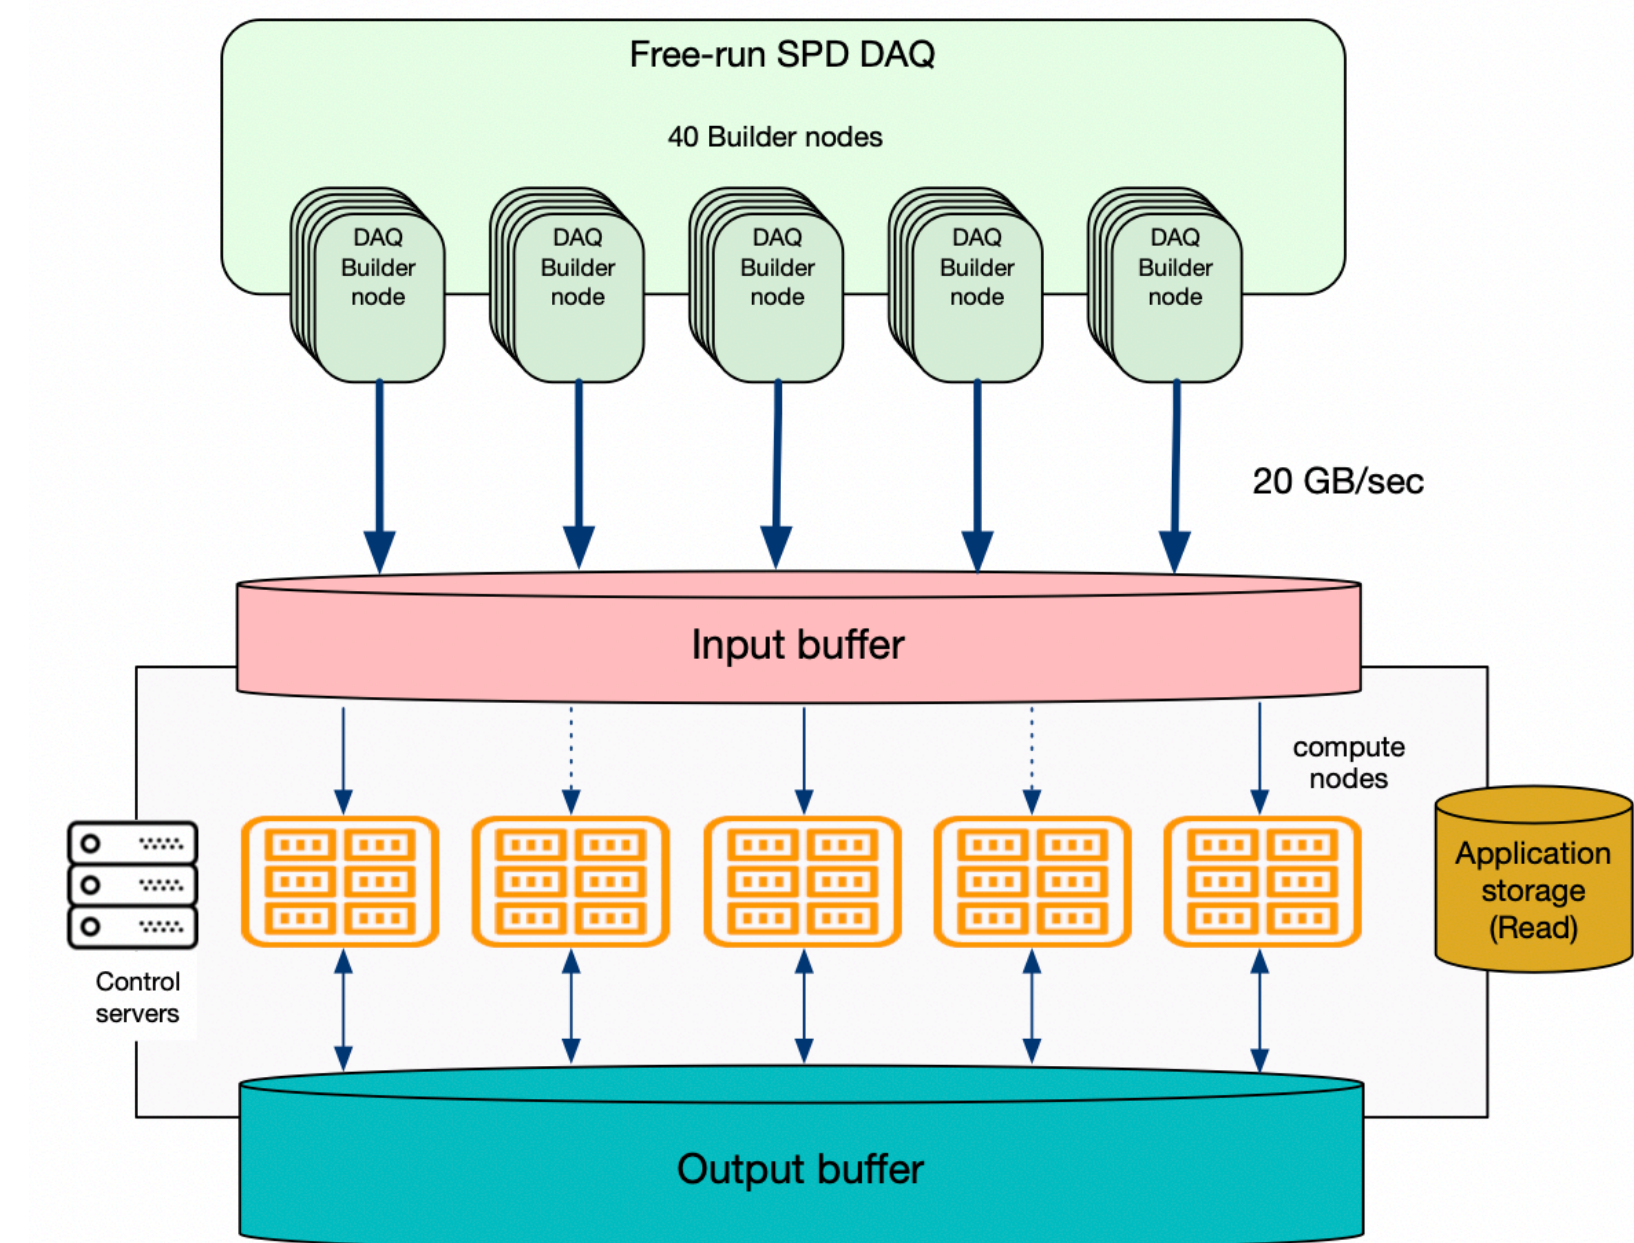 Free-run SPD DAQ
40 Builder nodes
DAQ
Builder
node
DAQ
Builder
node
DAQ
Builder
node
DAQ
Builder
node
DAQ
Builder
node
20 GB/sec
Input buffer
compute
nodes
Control
servers
Application
storage
(Read)
Output buffer